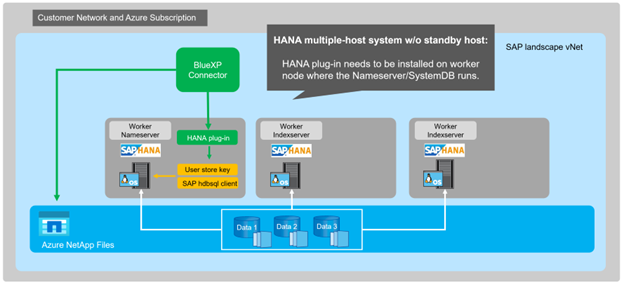 Customer Network and Azure Subscription
HANA multiple-host system w/o standby host:
HANA plug-in needs to be installed on worker
node where the Nameserver/SystemDB runs.
SAP landscape vNet
BlueXP
Connector
Worker
Nameserver
HANA plug-in
SAP HANA
User store key
SAP hdbsql client
OS
Worker
Indexserver
SAP HANA
OS
Worker
Indexserver
SAP HANA
OS
Data 1
Data 2
Data 3
Azure NetApp Files